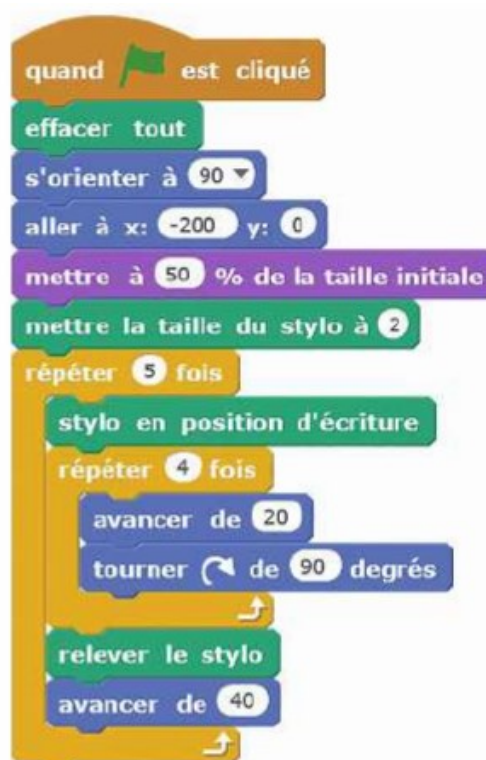 quand est cliqué
effacer tout
s'orienter à 90
aller à x: -200 y: 0
mettre à 50 % de la taille initiale
mettre la taille du stylo à 2
répéter 5 fois
stylo en position d'écriture
répéter 4 fois
avancer de 20
tourner de 90 degrés
relever le stylo
avancer de 40